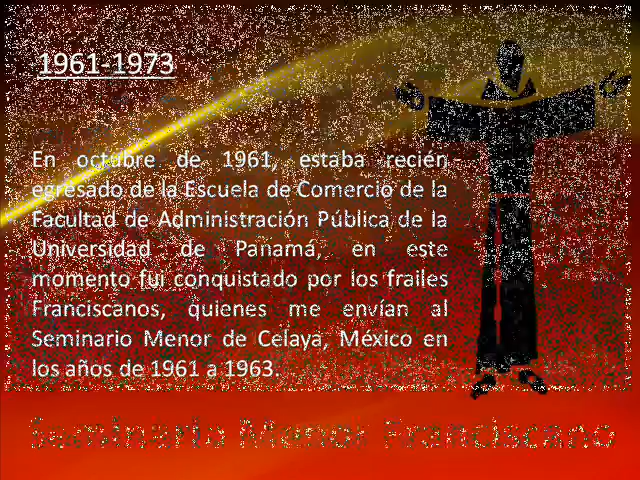 1961-1973
En octubre de 1961, estaba recién
egresado de la Escuela de Comercio de la
Facultad de Administración Pública de la
Universidad de Panamá, en este
momento fui conquistado por los frailes
Franciscanos, quienes me envían al
Seminario Menor de Celaya, México en
los años de 1961 a 1963.
Seminario Menor Franciscano